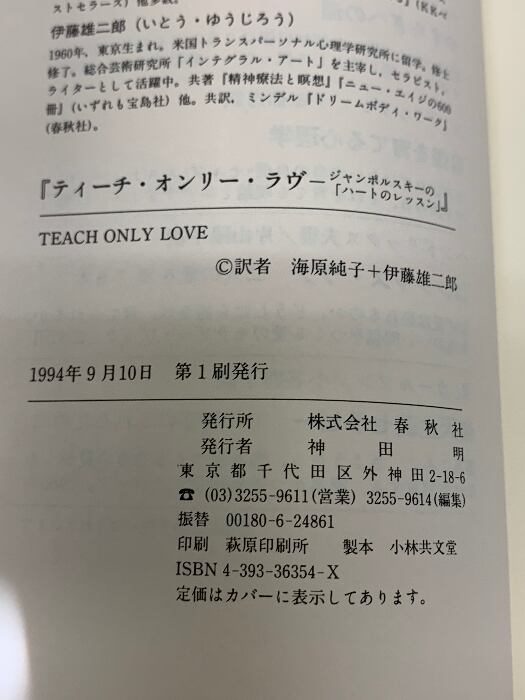 ストセラーズ）他多数。
伊藤雄二郎（いとう・ゆうじろう）
1960年、東京生まれ。米国トランスパーソナル心理学研究所に留学。修士
修了。総合芸術研究所『インテグラル・アート』を主宰し、セラピスト、
ライターとして活躍中。共著『精神療法と瞑想』『ニュー・エイジの600
冊』（いずれも宝島社）他。共訳，ミンデル『ドリームボディ・ワーク』
（春秋社）。
『ティーチ・オンリー・ラヴ－ジャンポルスキーの「ハートのレッスン」』
TEACH ONLY LOVE
©訳者 海原純子＋伊藤雄二郎
1994年9月10日 第1刷発行
発行所 株式会社 春秋社
発行者 神田明
東京都千代田区外神田2-18-6
☎ (03)3255-9611(営業) 3255-9614(編集)
振替 00180-6-24861
印刷 萩原印刷所 製本 小林共文堂
ISBN 4-393-36354-X
定価はカバーに表示してあります。